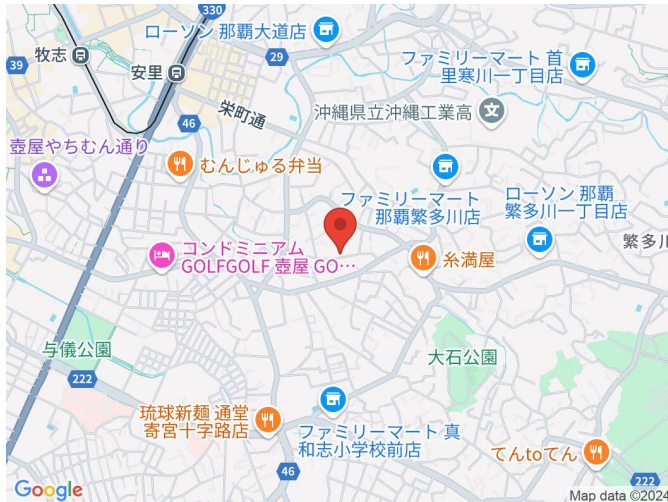 330
ローソン 那覇大道店
牧志
39
安里
29
ファミリーマート 首
里寒川一丁目店
栄町通
沖縄県立沖縄工業高
46
壺屋やちむん通り
むんじゅる弁当
ファミリーマート
那覇繁多川店
ローソン 那覇
繁多川一丁目店
コンドミニアム
GOLFGOLF 壺屋 GO…
糸満屋
繁多川
与儀公園
大石公園
222
琉球新麺 通堂
寄宮十字路店
ファミリーマート 真
和志小学校前店
てんtoてん
46
222
Google
Map data ©2024